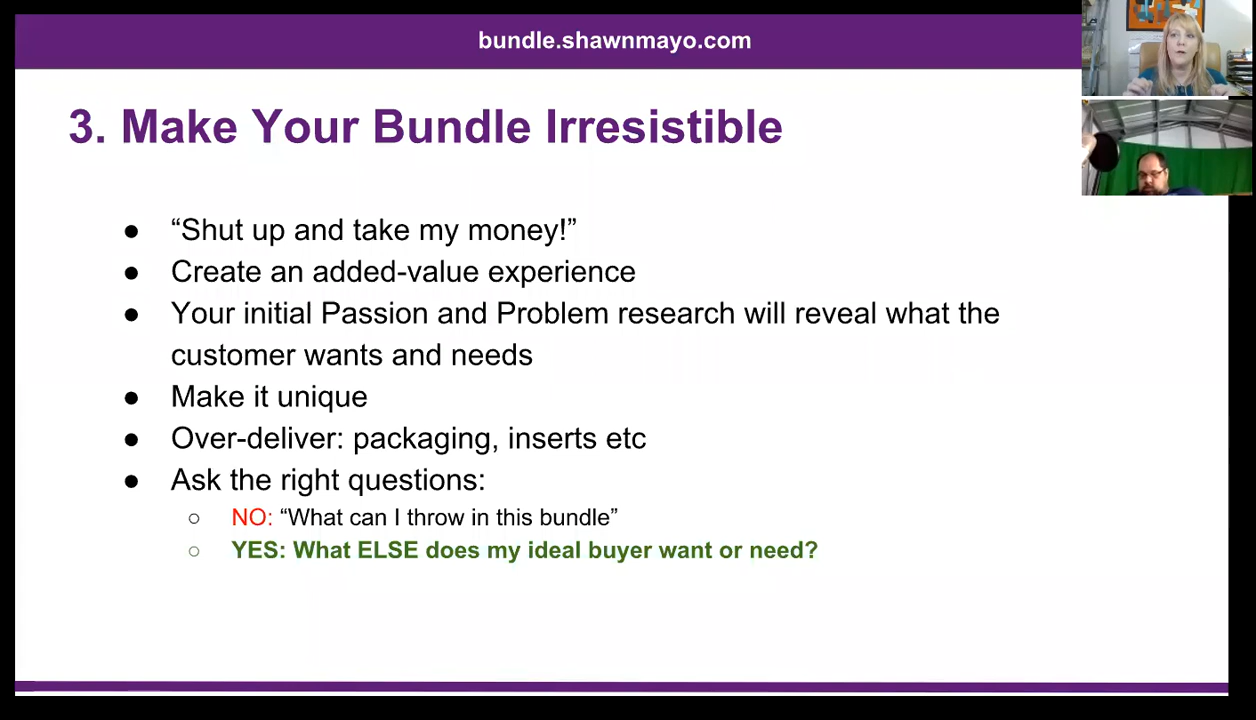 bundle.shawnmayo.com
3. Make Your Bundle Irresistible
● “Shut up and take my money!”
● Create an added-value experience
● Your initial Passion and Problem research will reveal what the
customer wants and needs
● Make it unique
● Over-deliver: packaging, inserts etc
● Ask the right questions:
○ NO: “What can I throw in this bundle”
○ YES: What ELSE does my ideal buyer want or need?